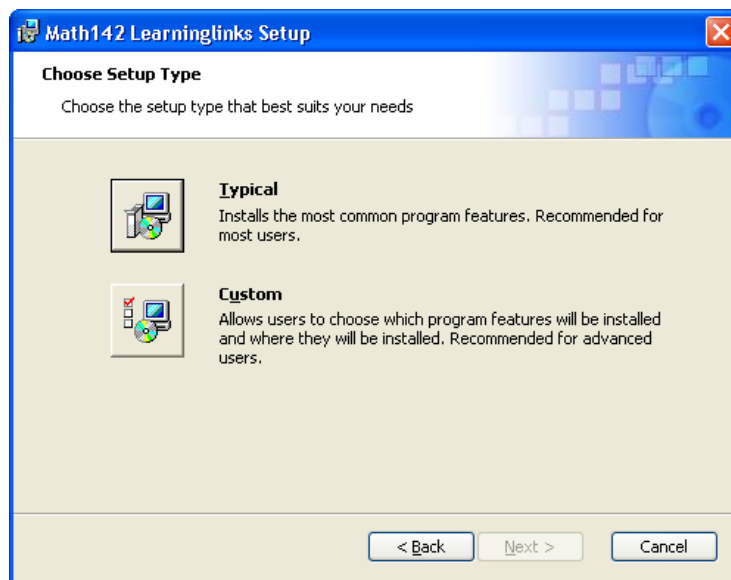 Math142 Learninglinks Setup
Choose Setup Type
Choose the setup type that best suits your needs
Typical
Installs the most common program features. Recommended for
most users.
Custom
Allows users to choose which program features will be installed
and where they will be installed. Recommended for advanced
users.
< Back
Next >
Cancel